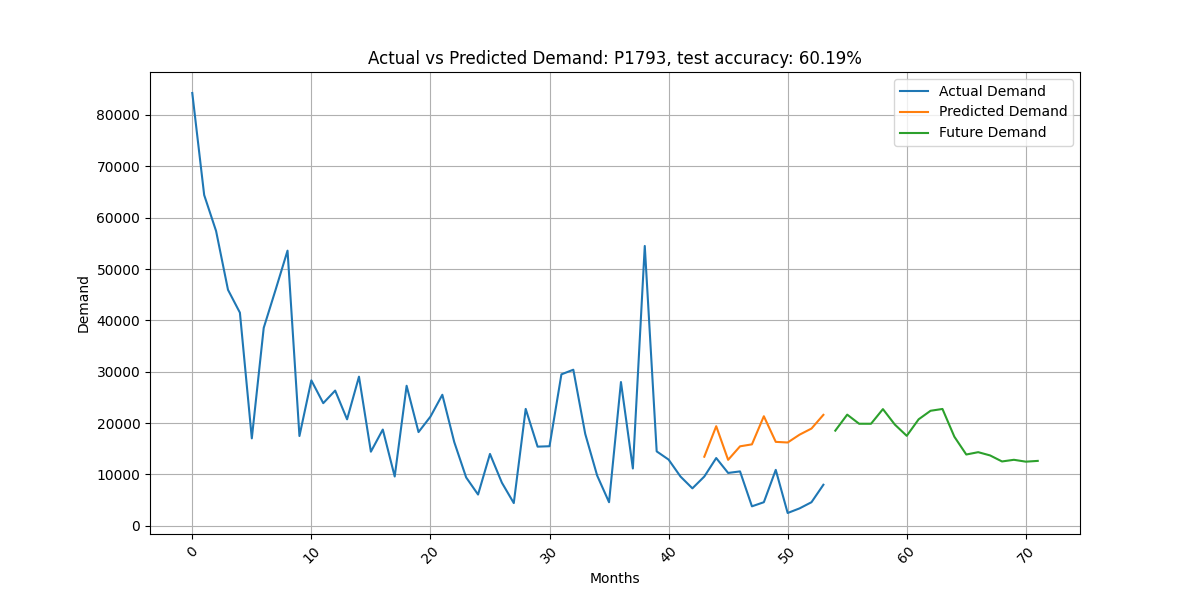 Actual vs Predicted Demand: P1793, test accuracy: 60.19%
Actual Demand
Predicted Demand
Future Demand
80000
70000
60000
50000
40000
30000
20000
10000
0
Demand
0 10 20 30 40 50 60 70
Months